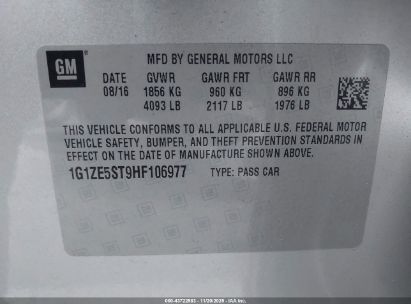 GM
MFD BY GENERAL MOTORS LLC
DATE GVWR GAWR FRT GAWR RR
08/16 1856 KG 960 KG 896 KG
4093 LB 2117 LB 1976 LB
THIS VEHICLE CONFORMS TO ALL APPLICABLE U.S. FEDERAL MOTOR
VEHICLE SAFETY, BUMPER, AND THEFT PREVENTION STANDARDS IN
EFFECT ON THE DATE OF MANUFACTURE SHOWN ABOVE.
1G1ZE5ST9HF106977 TYPE: PASS CAR